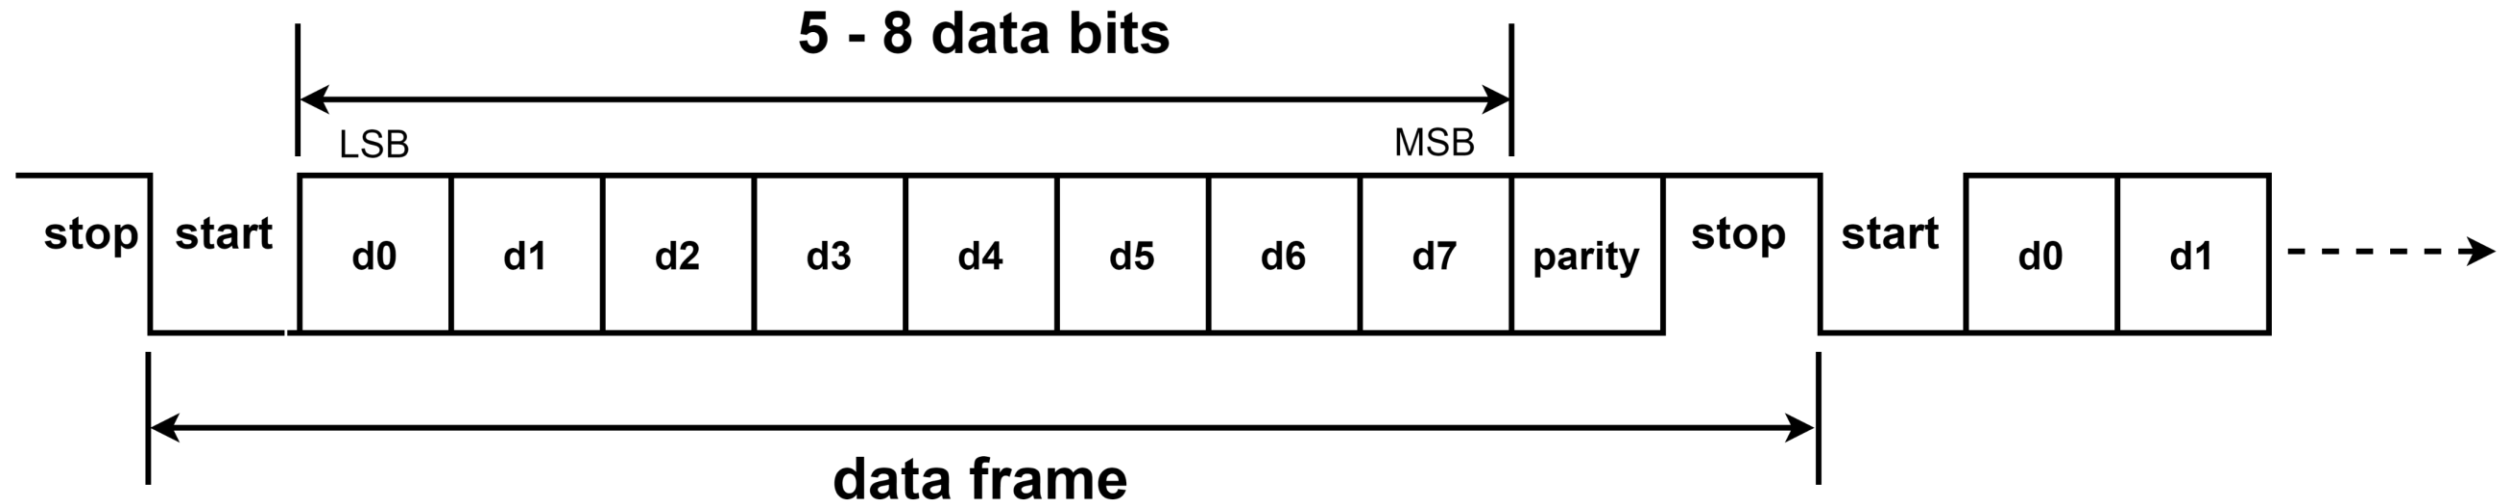 5 - 8 data bits
LSB MSB
stop start d0 d1 d2 d3 d4 d5 d6 d7 parity stop start d0 d1
data frame